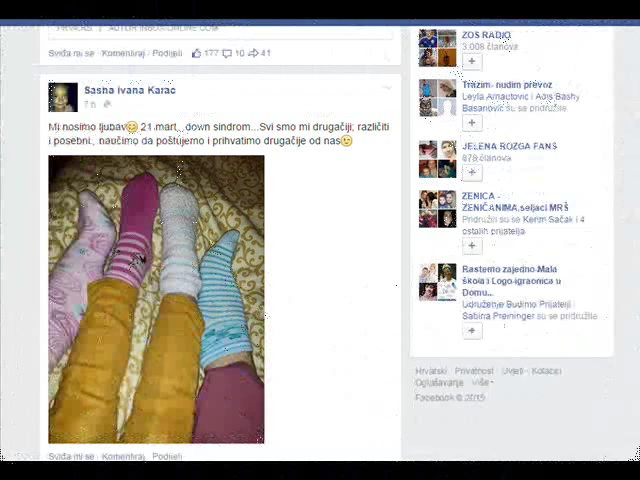 Sviđa mi se · Komentiraj · Podijeli · 177 10 41
ZOS RADIO
3.008 članova
+
Sasha Ivana Karac
7 h ·
Mi nosimo ljubav 21.mart,,,down sindrom...Svi smo mi drugačiji, različiti
i posebni,, naučimo da poštujemo i prihvatimo drugačije od nas
Sviđa mi se · Komentiraj · Podijeli
Trazim- nudim prevoz
Leyla Arnautovic i Adis Bashy
Basanović su se pridružile.
+
JELENA ROZGA FANS
878 članova
+
ZENICA -
ZENIČANIMA,seljaci MRŠ
Pridružili su se Kerim Sačak i 4
ostalih prijatelja
+
Rastemo zajedno-Mala
škola i Logo-igraonica u
Domu...
Udruženje Budimo Prijatelji i
Sabina Preininger su se pridružile.
+
Hrvatski · Privatnost · Uvjeti · Kolačići ·
Oglašavanje · Više
Facebook © 2015